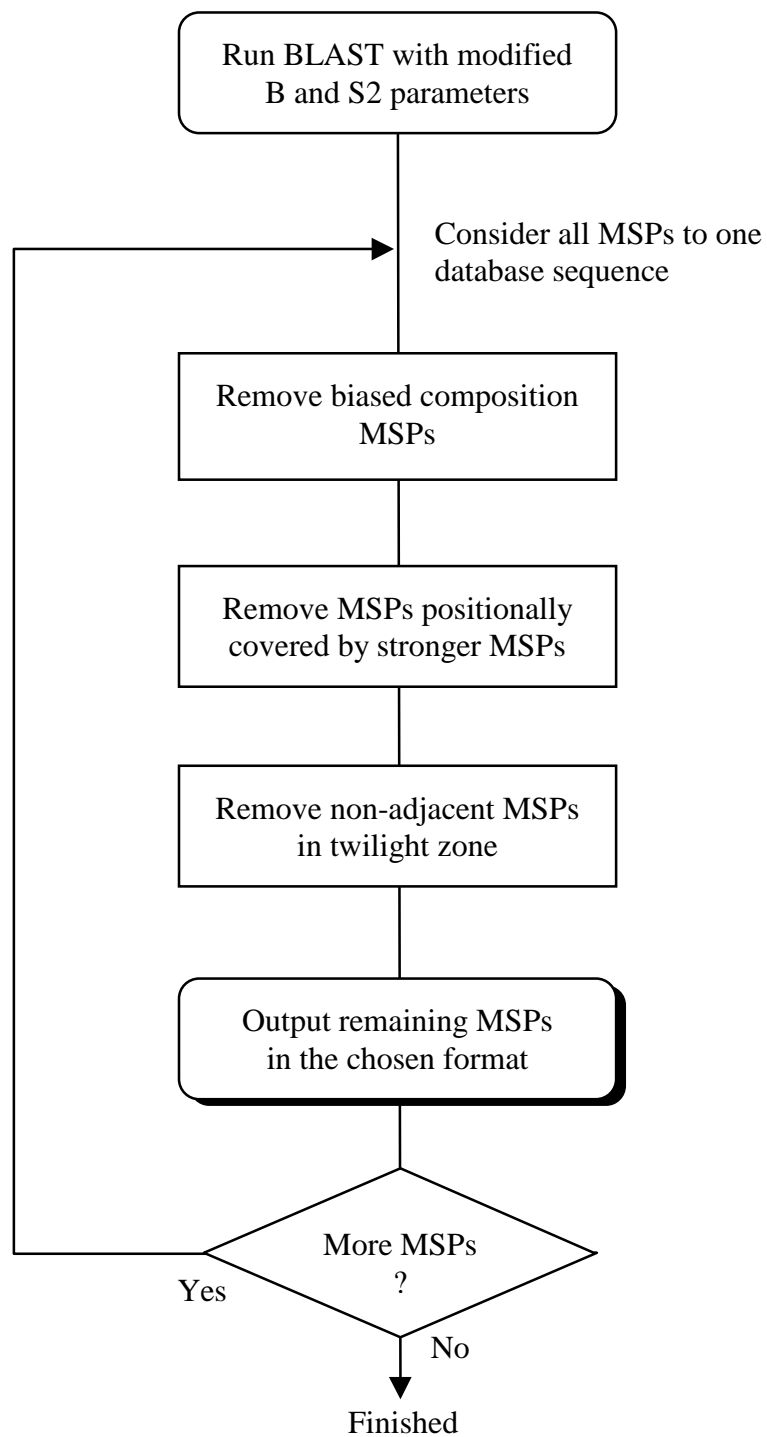 Run BLAST with modified
B and S2 parameters
Consider all MSPs to one
database sequence
Remove biased composition
MSPs
Remove MSPs positionally
covered by stronger MSPs
Remove non-adjacent MSPs
in twilight zone
Output remaining MSPs
in the chosen format
More MSPs
?
Yes
No
Finished